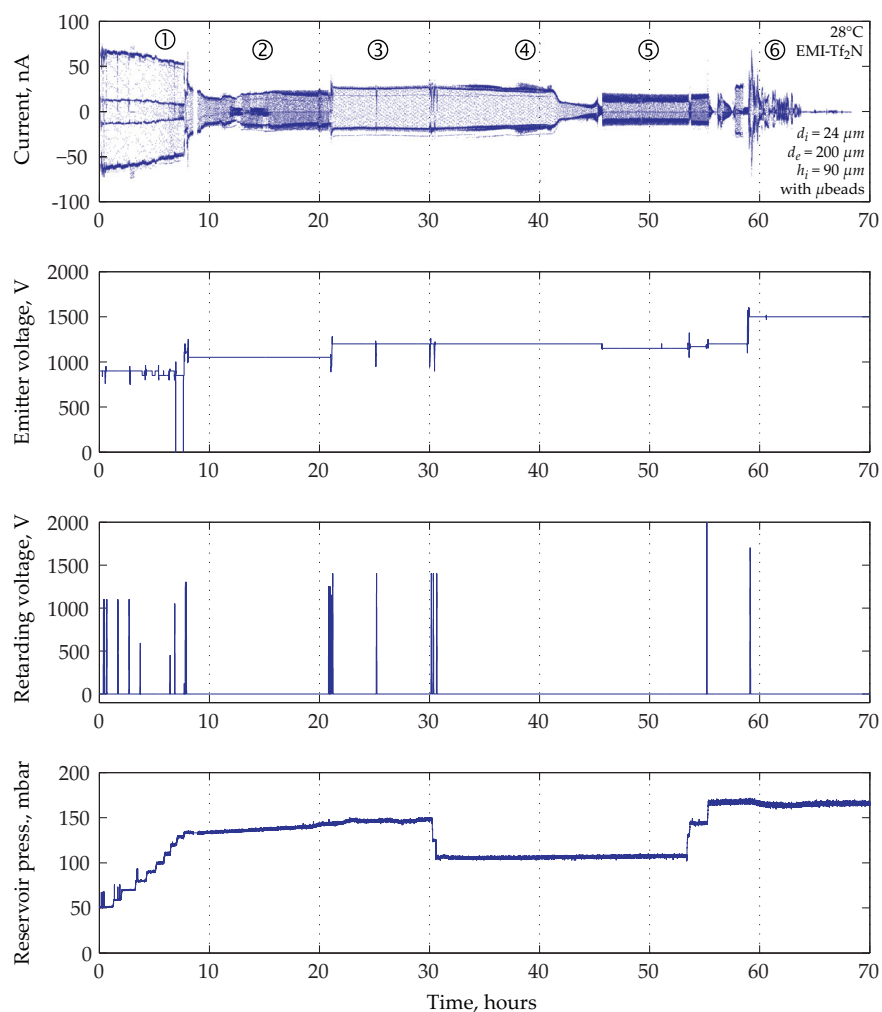 ① ② ③ ④ ⑤ ⑥
28°C
EMI-Tf₂N
dᵢ = 24 μm
dₑ = 200 μm
hᵢ = 90 μm
with μbeads
Current, nA
100
50
0
−50
-100
0 10 20 30 40 50 60 70
Emitter voltage, V
2000
1500
1000
500
0
0 10 20 30 40 50 60 70
Retarding voltage, V
2000
1500
1000
500
0
0 10 20 30 40 50 60 70
Reservoir press., mbar
200
150
100
50
0
0 10 20 30 40 50 60 70
Time, hours